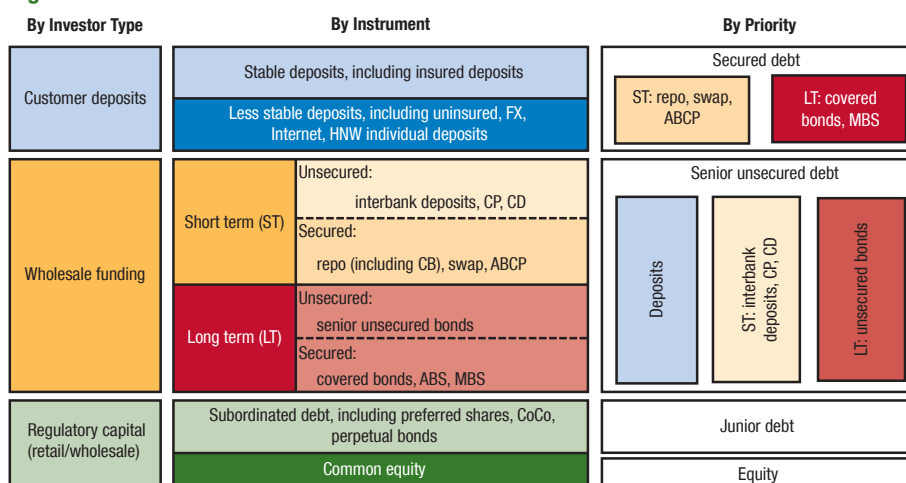 By Investor Type
By Instrument
By Priority
Customer deposits
Stable deposits, including insured deposits
Less stable deposits, including uninsured, FX,
Internet, HNW individual deposits
Secured debt
ST: repo, swap,
ABCP
LT: covered
bonds, MBS
Wholesale funding
Short term (ST)
Unsecured:
interbank deposits, CP, CD
Secured:
repo (including CB), swap, ABCP
Long term (LT)
Unsecured:
senior unsecured bonds
Secured:
covered bonds, ABS, MBS
Senior unsecured debt
Deposits
ST: interbank
deposits, CP, CD
LT: unsecured bonds
Regulatory capital
(retail/wholesale)
Subordinated debt, including preferred shares, CoCo,
perpetual bonds
Common equity
Junior debt
Equity